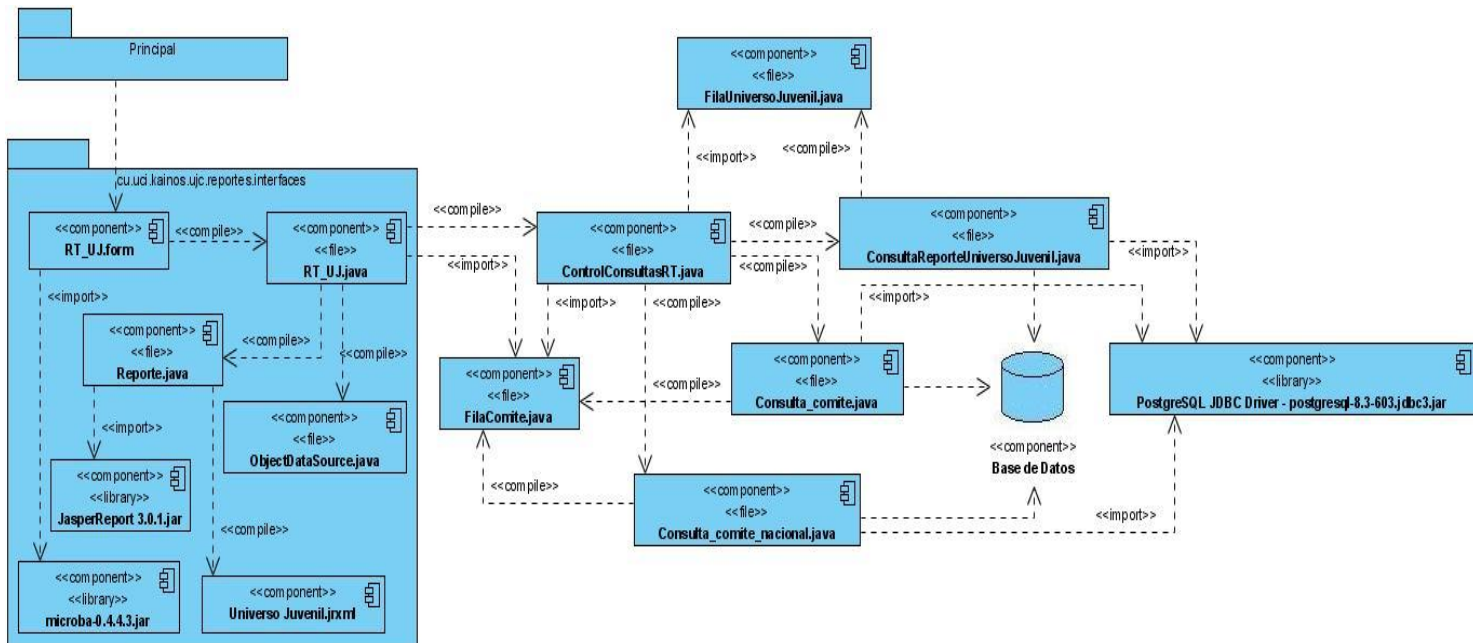 Principal
<<component>>
<<file>>
FilaUniversoJuvenil.java
<<import>>
<<compile>>
cu.uci.kainos.ujc.reportes.interfaces
<<component>>
RT_UJ.form
<<compile>>
<<component>>
<<file>>
RT_UJ.java
<<compile>>
<<import>>
<<component>>
<<file>>
ControlConsultasRT.java
<<compile>>
<<compile>>
<<component>>
<<file>>
ConsultaReporteUniversoJuvenil.java
<<import>>
<<import>>
<<import>>
<<import>>
<<compile>>
<<component>>
<<file>>
Reporte.java
<<compile>>
<<compile>>
<<import>>
<<component>>
<<file>>
ObjectDataSource.java
<<component>>
<<library>>
JasperReport 3.0.1.jar
<<compile>>
<<component>>
<<library>>
microba-0.4.4.3.jar
<<component>>
Universo Juvenil.jrxml
<<component>>
<<file>>
FilaComite.java
<<compile>>
<<component>>
<<file>>
Consulta_comite.java
<<component>>
Base de Datos
<<component>>
<<library>>
PostgreSQL JDBC Driver - postgresql-8.3-603.jdbc3.jar
<<compile>>
<<component>>
<<file>>
Consulta_comite_nacional.java
<<import>>